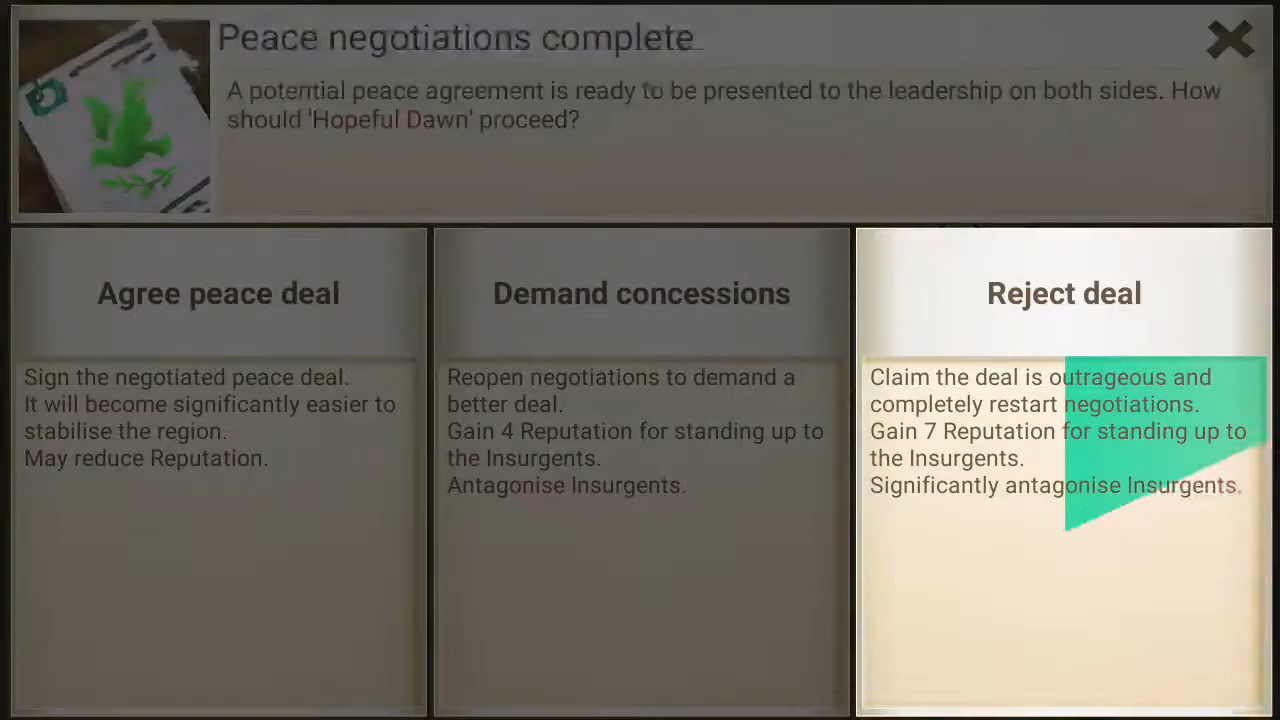 Peace negotiations complete
A potential peace agreement is ready to be presented to the leadership on both sides. How
should 'Hopeful Dawn' proceed?
Agree peace deal
Sign the negotiated peace deal.
It will become significantly easier to
stabilise the region.
May reduce Reputation.
Demand concessions
Reopen negotiations to demand a
better deal.
Gain 4 Reputation for standing up to
the Insurgents.
Antagonise Insurgents.
Reject deal
Claim the deal is outrageous and
completely restart negotiations.
Gain 7 Reputation for standing up to
the Insurgents.
Significantly antagonise Insurgents.